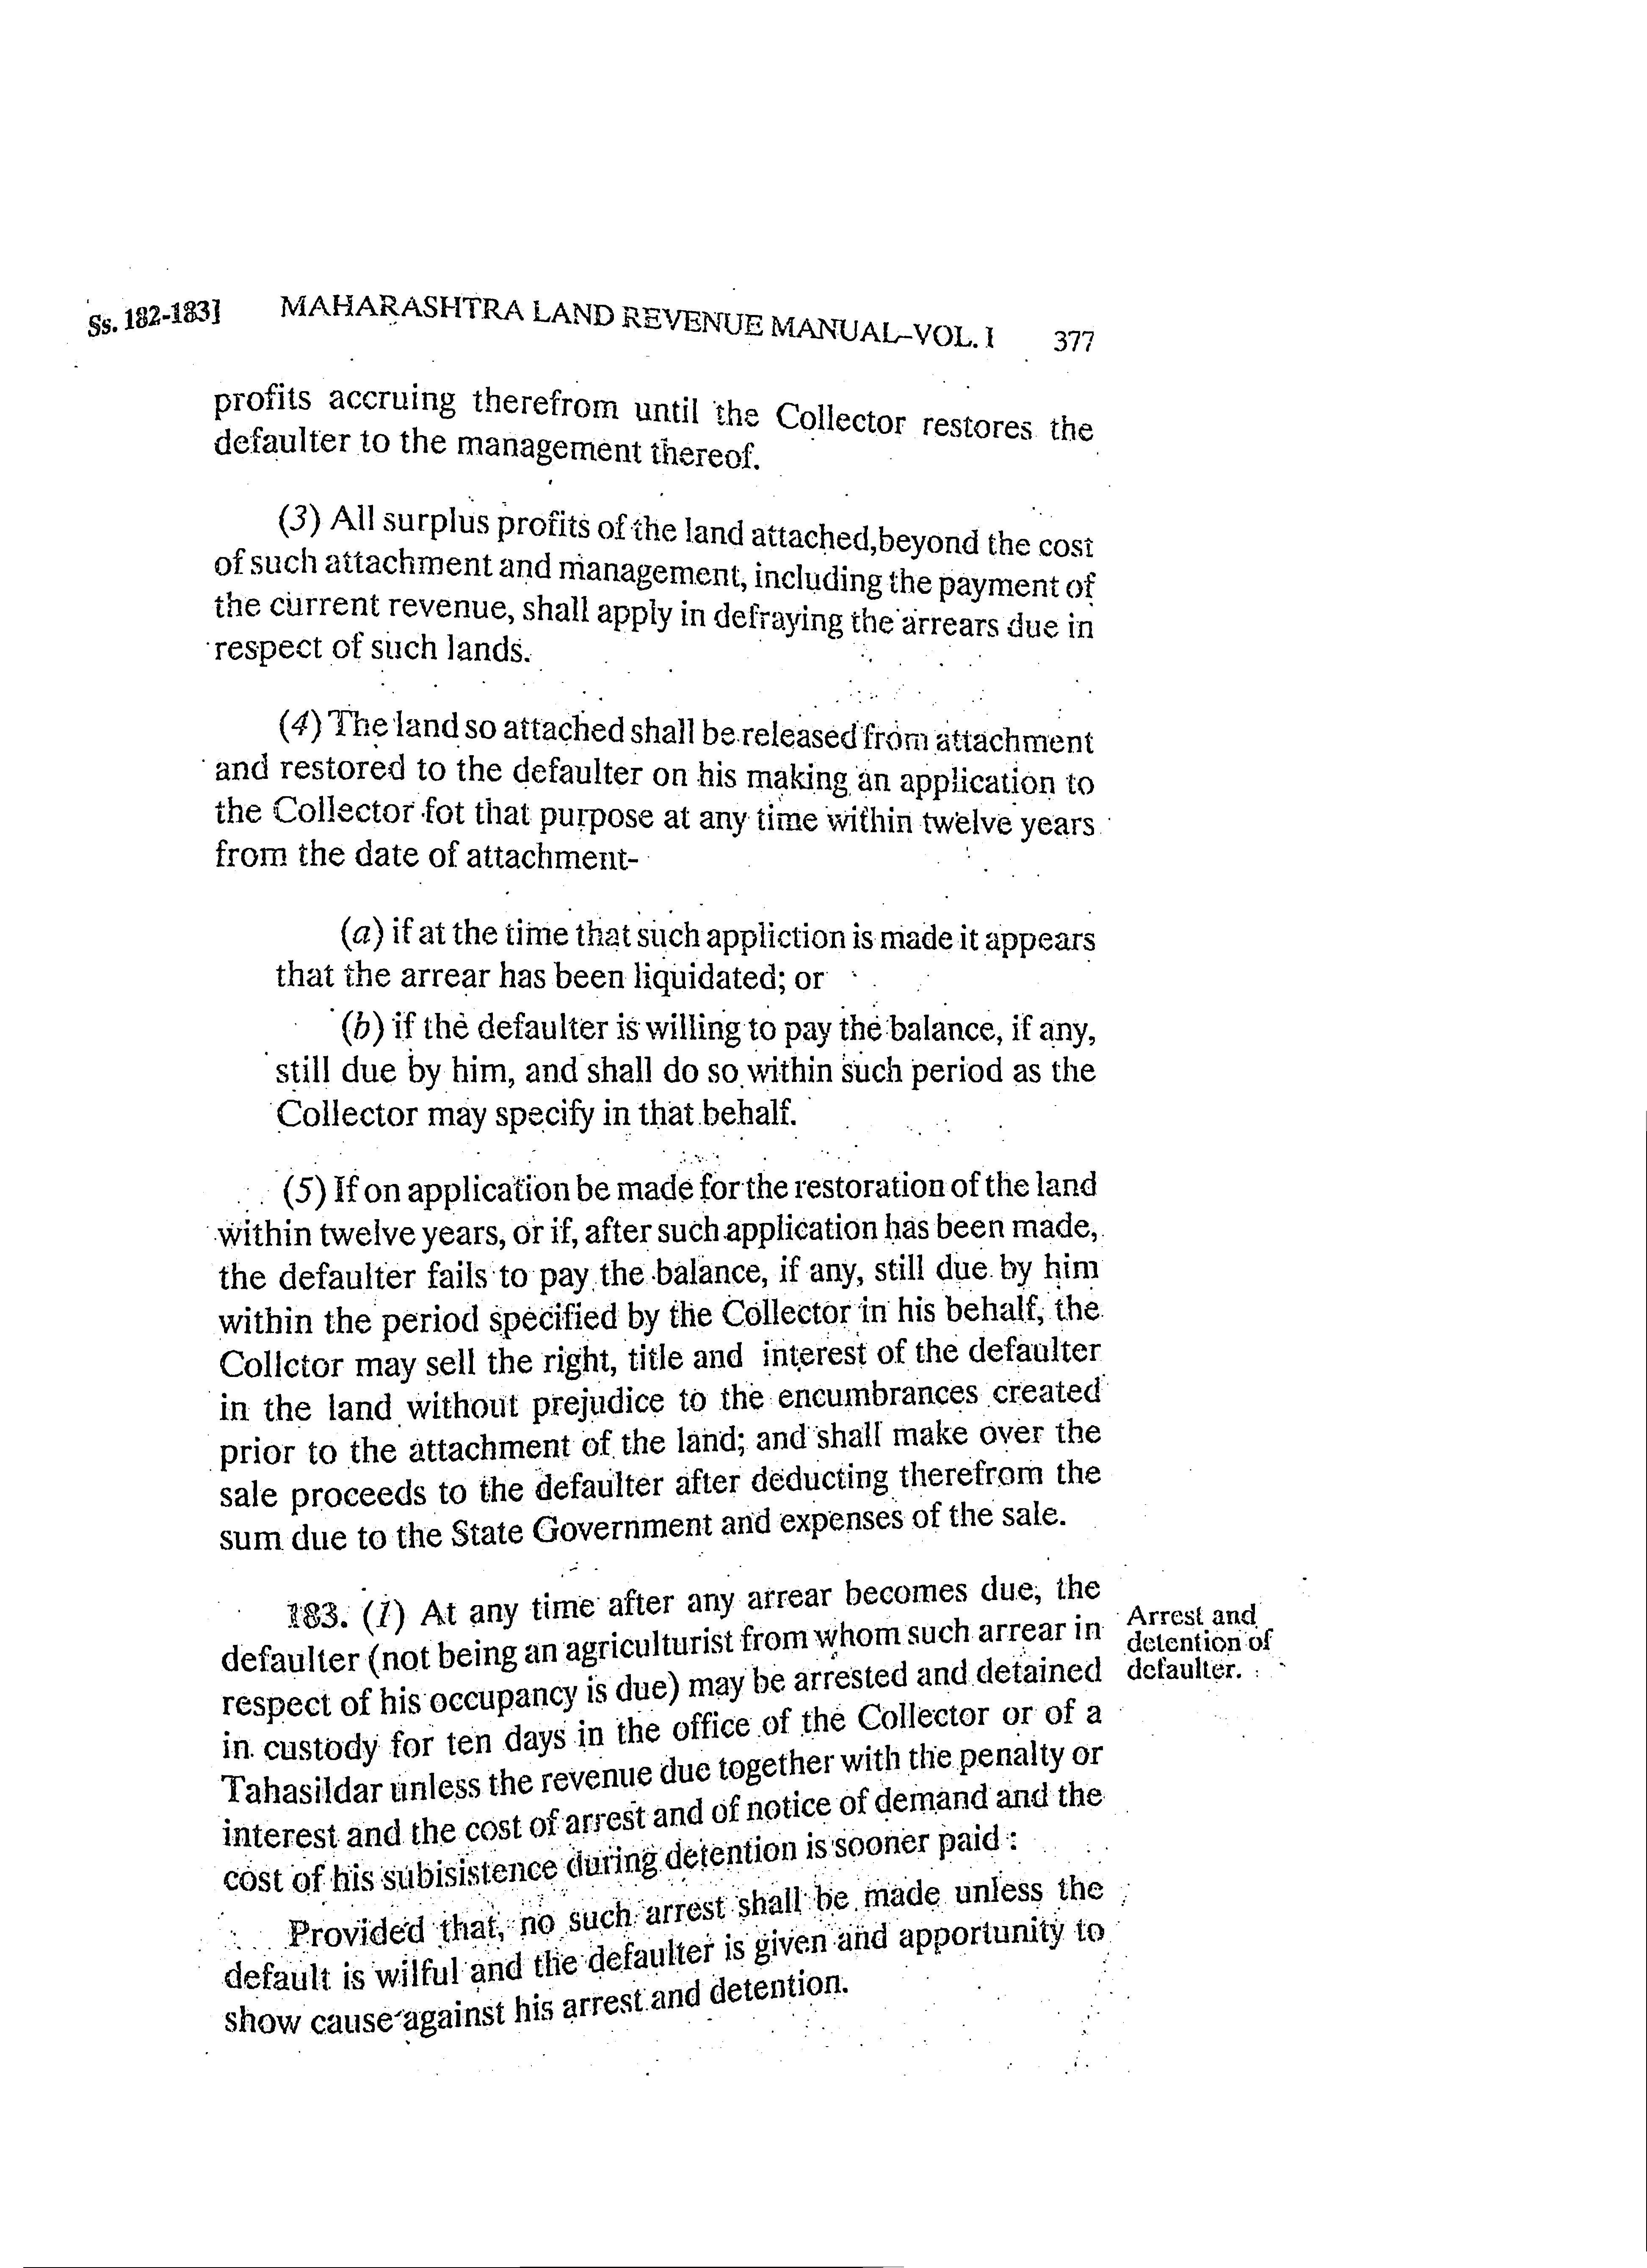 Ss. 182-183] MAHARASHTRA LAND REVENUE MANUAL–VOL. I 377
profits accruing therefrom until the Collector restores the
defaulter to the management thereof.
(3) All surplus profits of the land attached,beyond the cost
of such attachment and management, including the payment of
the current revenue, shall apply in defraying the arrears due in
respect of such lands.
(4) The land so attached shall be released from attachment
and restored to the defaulter on his making an application to
the Collector fot that purpose at any time within twelve years
from the date of attachment-
(a) if at the time that such appliction is made it appears
that the arrear has been liquidated; or
(b) if the defaulter is willing to pay the balance, if any,
still due by him, and shall do so within such period as the
Collector may specify in that behalf.
(5) If on application be made for the restoration of the land
within twelve years, or if, after such application has been made,
the defaulter fails to pay the balance, if any, still due by him
within the period specified by the Collector in his behalf, the
Collctor may sell the right, title and interest of the defaulter
in the land without prejudice to the encumbrances created
prior to the attachment of the land; and shall make over the
sale proceeds to the defaulter after deducting therefrom the
sum due to the State Government and expenses of the sale.
183. (1) At any time after any arrear becomes due, the
defaulter (not being an agriculturist from whom such arrear in
respect of his occupancy is due) may be arrested and detained
in custody for ten days in the office of the Collector or of a
Tahasildar unless the revenue due together with the penalty or
interest and the cost of arrest and of notice of demand and the
cost of his subisistence during detention is sooner paid :
Arrest and
detention of
defaulter.
Provided that, no such arrest shall be made unless the
default is wilful and the defaulter is given and apportunity to
show cause against his arrest and detention.